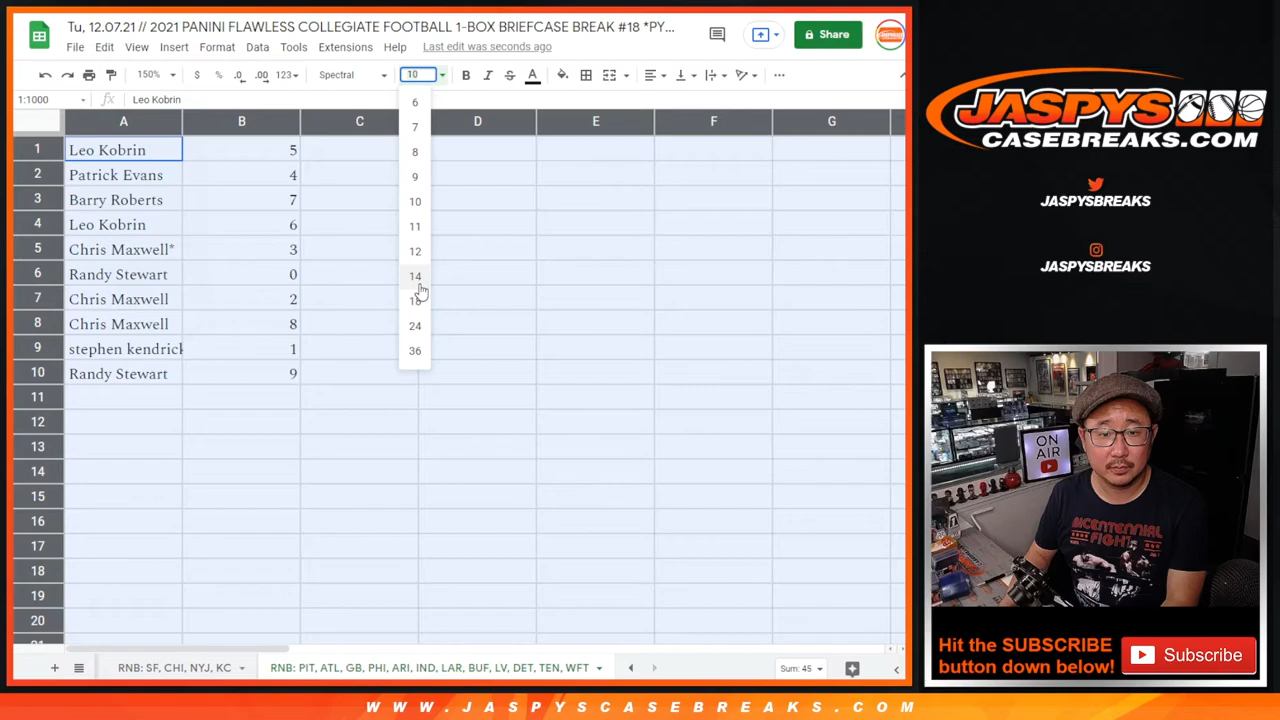 Tu, 12.07.21 // 2021 PANINI FLAWLESS COLLEGIATE FOOTBALL 1-BOX BRIEFCASE BREAK #18 *PY...
File Edit View Insert Format Data Tools Extensions Help Last edit was seconds ago
Share
150% $ % .0 .00 123 Spectral 10 B I S A
1:1000 fx Leo Kobrin
A B C D E F G
1 Leo Kobrin 5
2 Patrick Evans 4
3 Barry Roberts 7
4 Leo Kobrin 6
5 Chris Maxwell* 3
6 Randy Stewart 0
7 Chris Maxwell 2
8 Chris Maxwell 8
9 stephen kendrick 1
10 Randy Stewart 9
11
12
13
14
15
16
17
18
19
20
21
6
7
8
9
10
11
12
14
18
24
36
RNB: SF, CHI, NYJ, KC RNB: PIT, ATL, GB, PHI, ARI, IND, LAR, BUF, LV, DET, TEN, WFT Sum: 45
JASPYS
CASEBREAKS.COM
JASPYSBREAKS
JASPYSBREAKS
ON
AIR
BICENTENNIAL
FIGHT
Hit the SUBSCRIBE
button down below!
Subscribe
WWW.JASPYSCASEBREAKS.COM